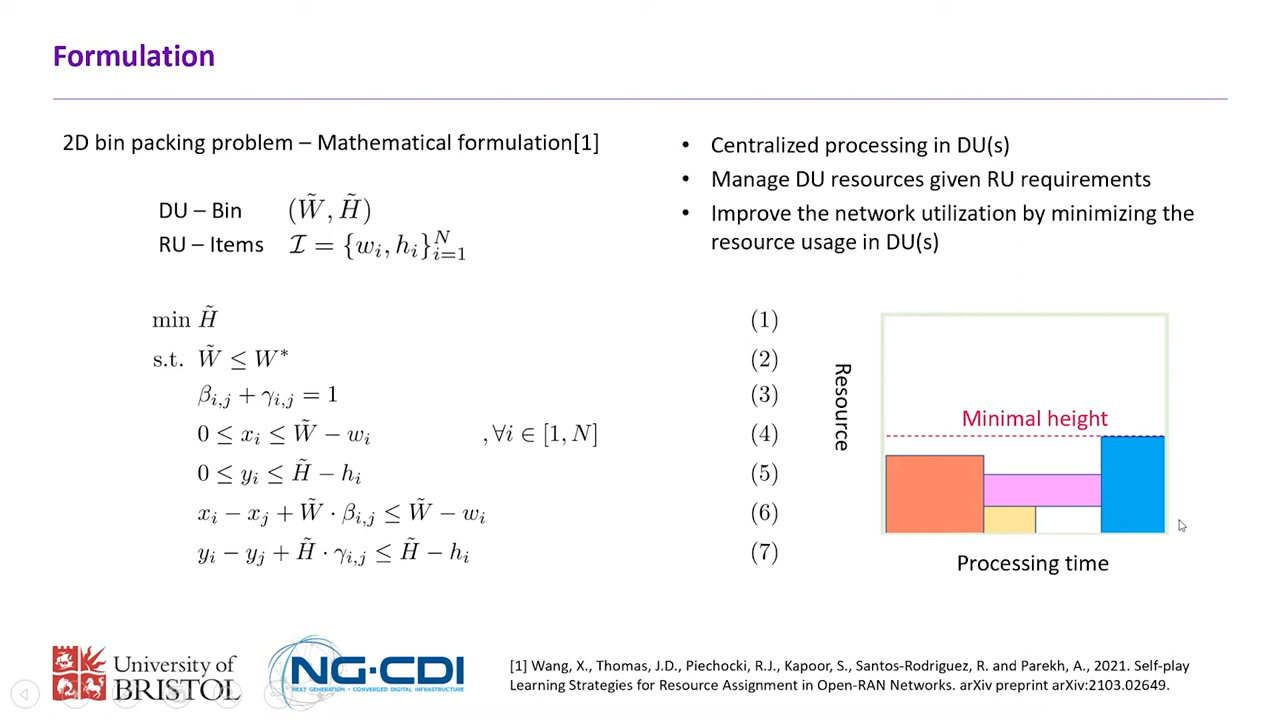 Formulation
2D bin packing problem – Mathematical formulation[1]
DU – Bin (W̃, H̃)
RU – Items ℐ = {wᵢ, hᵢ}ᵢ₌₁ᴺ
• Centralized processing in DU(s)
• Manage DU resources given RU requirements
• Improve the network utilization by minimizing the
resource usage in DU(s)
min H̃ (1)
s.t. W̃ ≤ W* (2)
βᵢ,ⱼ + γᵢ,ⱼ = 1 (3)
0 ≤ xᵢ ≤ W̃ − wᵢ , ∀i ∈ [1, N] (4)
0 ≤ yᵢ ≤ H̃ − hᵢ (5)
xᵢ − xⱼ + W̃ · βᵢ,ⱼ ≤ W̃ − wᵢ (6)
yᵢ − yⱼ + H̃ · γᵢ,ⱼ ≤ H̃ − hᵢ (7)
Resource
Minimal height
Processing time
University of
BRISTOL
NG·CDI
NEXT GENERATION - CONVERGED DIGITAL INFRASTRUCTURE
[1] Wang, X., Thomas, J.D., Piechocki, R.J., Kapoor, S., Santos-Rodriguez, R. and Parekh, A., 2021. Self-play
Learning Strategies for Resource Assignment in Open-RAN Networks. arXiv preprint arXiv:2103.02649.